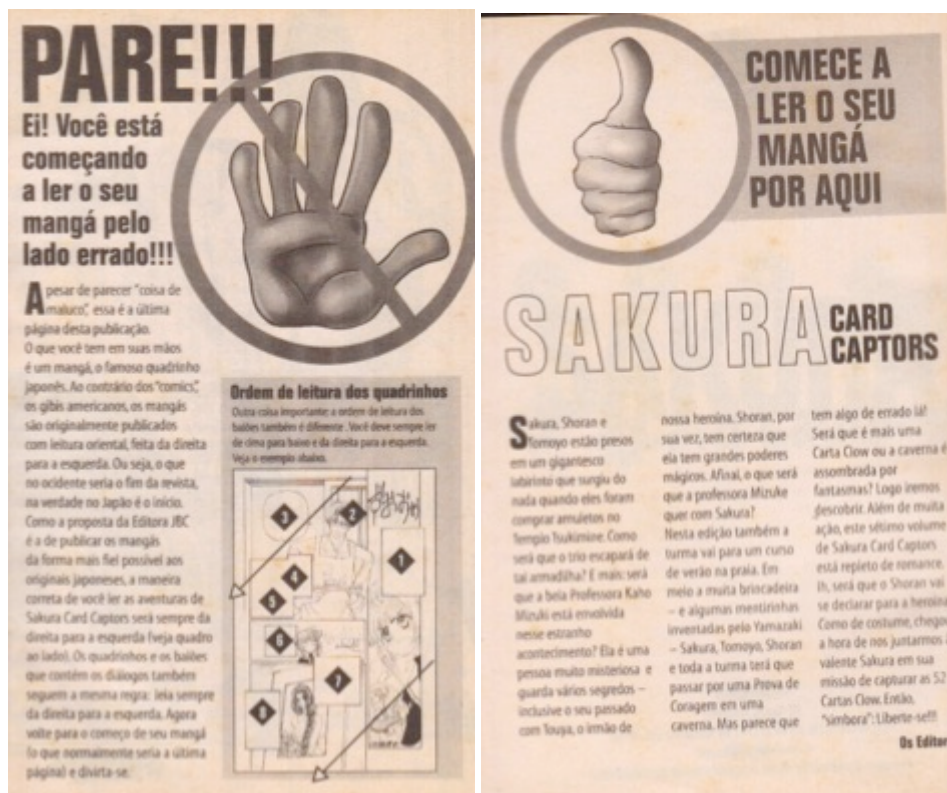 PARE!!!
Ei! Você está
começando
a ler o seu
mangá pelo
lado errado!!!
Apesar de parecer "coisa de
maluco", essa é a última
página desta publicação.
O que você tem em suas mãos
é um mangá, o famoso quadrinho
japonês. Ao contrário dos "comics",
os gibis americanos, os mangás
são originalmente publicados
com leitura oriental, feita da direita
para a esquerda. Ou seja, o que
no ocidente seria o fim da revista,
na verdade no Japão é o início.
Como a proposta da Editora JBC
é a de publicar os mangás
da forma mais fiel possível aos
originais japoneses, a maneira
correta de você ler as aventuras de
Sakura Card Captors será sempre da
direita para a esquerda (veja quadro
ao lado). Os quadrinhos e os balões
que contêm os diálogos também
seguem a mesma regra: leia sempre
da direita para a esquerda. Agora
volte para o começo de seu mangá
(o que normalmente seria a última
página) e divirta-se.
Ordem de leitura dos quadrinhos
Outra coisa importante: a ordem de leitura dos
balões também é diferente. Você deve sempre ler
de cima para baixo e da direita para a esquerda.
Veja o exemplo abaixo.
1
2
3
4
5
6
7
8
COMECE A
LER O SEU
MANGÁ
POR AQUI
SAKURA CARD
CAPTORS
Sakura, Shoran e
Tomoyo estão presos
em um gigantesco
labirinto que surgiu do
nada quando eles foram
comprar amuletos no
Templo Tsukimine. Como
será que o trio escapará de
tal armadilha? E mais: será
que a bela Professora Kaho
Mizuki está envolvida
nesse estranho
acontecimento? Ela é uma
pessoa muito misteriosa e
guarda vários segredos –
inclusive o seu passado
com Touya, o irmão de
nossa heroína. Shoran, por
sua vez, tem certeza que
ela tem grandes poderes
mágicos. Afinal, o que será
que a professora Mizuke
quer com Sakura?
Nesta edição também a
turma vai para um curso
de verão na praia. Em
meio a muita brincadeira
– e algumas mentirinhas
inventadas pelo Yamazaki
– Sakura, Tomoyo, Shoran
e toda a turma terá que
passar por uma Prova de
Coragem em uma
caverna. Mas parece que
tem algo de errado lá!
Será que é mais uma
Carta Clow ou a caverna é
assombrada por
fantasmas? Logo iremos
descobrir. Além de muita
ação, este sétimo volume
de Sakura Card Captors
está repleto de romance.
Ih, será que o Shoran vai
se declarar para a heroína
Como de costume, chegou
a hora de nos juntarmos
valente Sakura em sua
missão de capturar as 52
Cartas Clow. Então,
"simbora": Liberte-se!!!
Os Editor